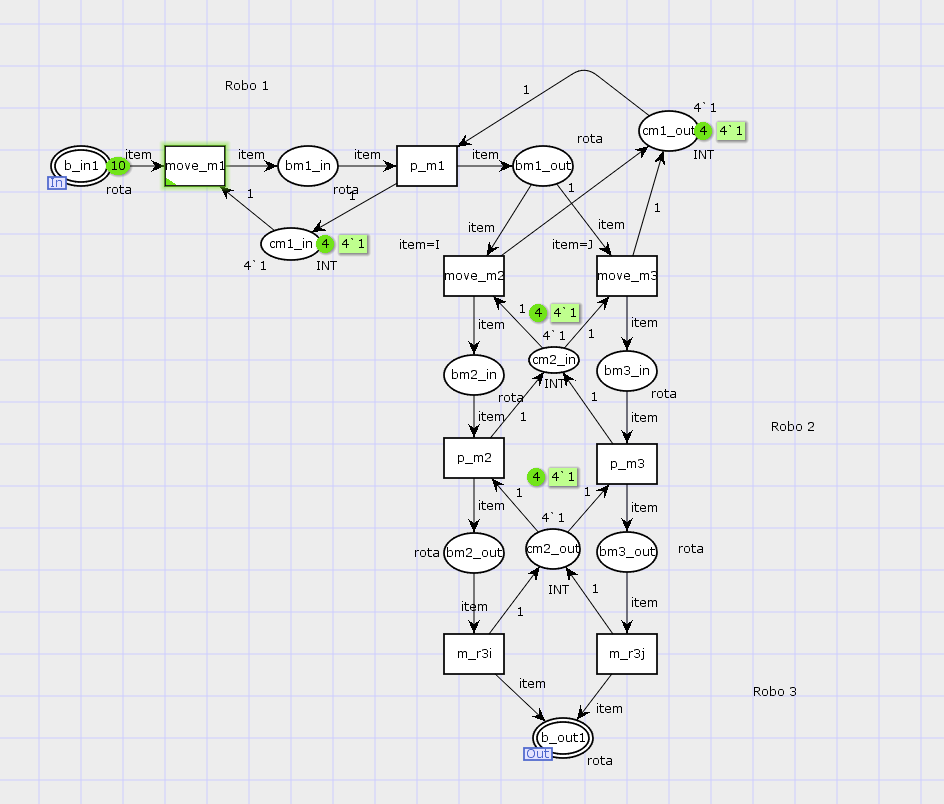 Robo 1
1
4`1
cm1_out
4
4`1
INT
rota
b_in1
10
item
move_m1
item
bm1_in
item
p_m1
item
bm1_out
In
rota
rota
1
1
1
item
item
1
cm1_in
4
4`1
4`1
INT
item=I
item=J
move_m2
move_m3
1
4
4`1
item
4`1
1
item
cm2_in
INT
bm2_in
bm3_in
rota
rota
1
item
1
item
Robo 2
p_m2
p_m3
4
4`1
1
1
item
item
4`1
rota
bm2_out
cm2_out
bm3_out
rota
INT
1
item
1
item
m_r3i
m_r3j
item
item
Robo 3
b_out1
Out
rota